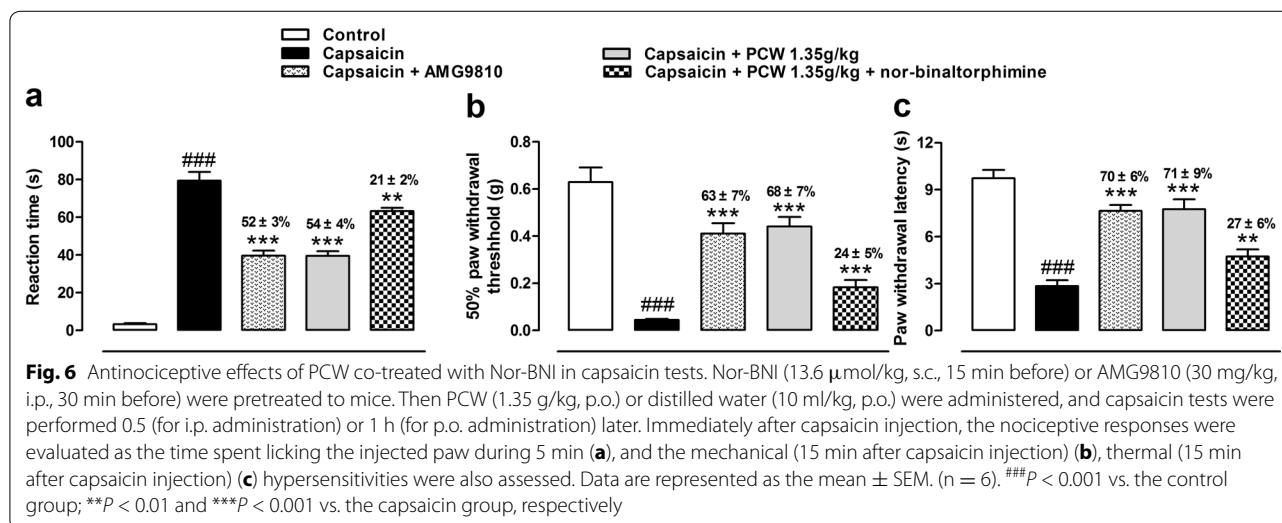 Control
Capsaicin
Capsaicin + AMG9810
Capsaicin + PCW 1.35g/kg
Capsaicin + PCW 1.35g/kg + nor-binaltorphimine
a
Reaction time (s)
100
80
60
40
20
0
###
52 ± 3%
***
54 ± 4%
***
21 ± 2%
**
b
50% paw withdrawal
threshhold (g)
0.8
0.6
0.4
0.2
0.0
###
63 ± 7%
***
68 ± 7%
***
24 ± 5%
***
c
Paw withdrawal latency (s)
12
9
6
3
0
###
70 ± 6%
***
71 ± 9%
***
27 ± 6%
**
Fig. 6 Antinociceptive effects of PCW co-treated with Nor-BNI in capsaicin tests. Nor-BNI (13.6 μmol/kg, s.c., 15 min before) or AMG9810 (30 mg/kg,
i.p., 30 min before) were pretreated to mice. Then PCW (1.35 g/kg, p.o.) or distilled water (10 ml/kg, p.o.) were administered, and capsaicin tests were
performed 0.5 (for i.p. administration) or 1 h (for p.o. administration) later. Immediately after capsaicin injection, the nociceptive responses were
evaluated as the time spent licking the injected paw during 5 min (a), and the mechanical (15 min after capsaicin injection) (b), thermal (15 min
after capsaicin injection) (c) hypersensitivities were also assessed. Data are represented as the mean ± SEM. (n = 6). ###P < 0.001 vs. the control
group; **P < 0.01 and ***P < 0.001 vs. the capsaicin group, respectively